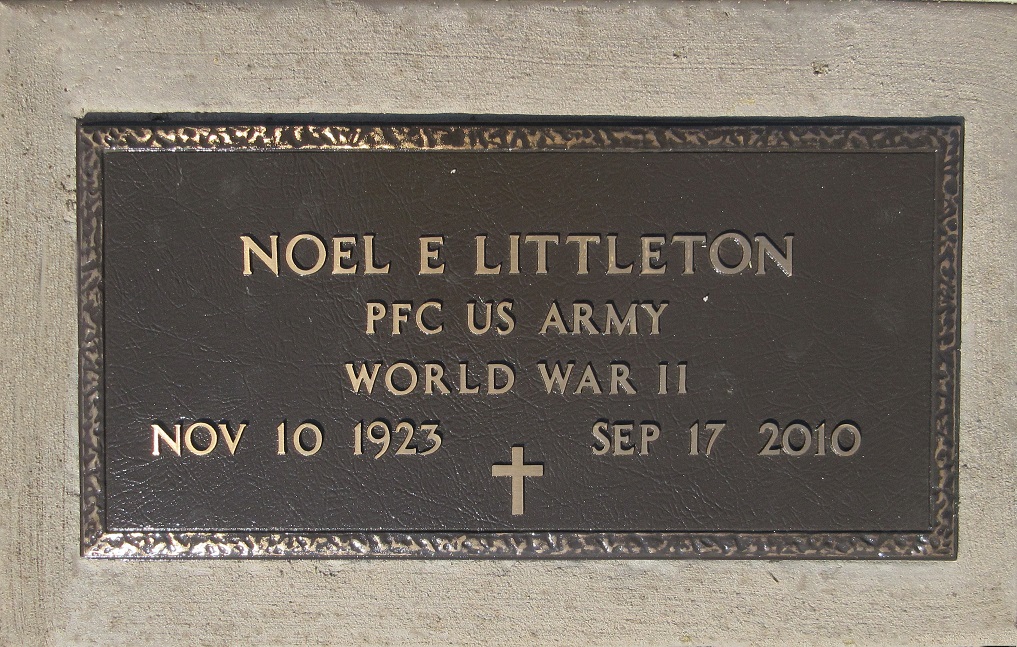 NOEL E LITTLETON
PFC US ARMY
WORLD WAR II
NOV 10 1923 SEP 17 2010